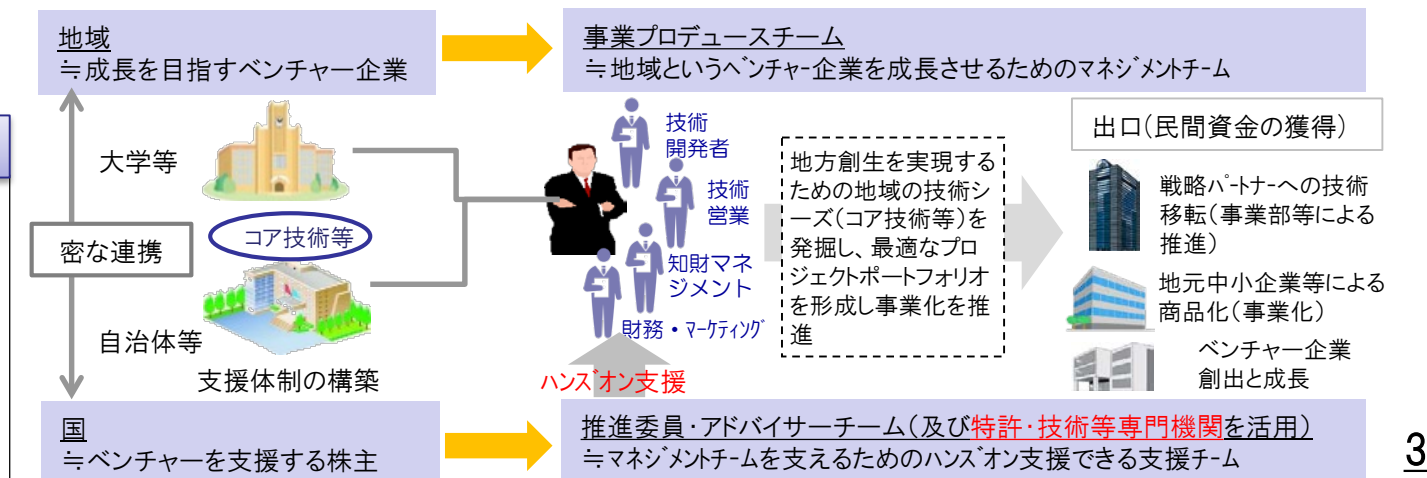 地域
≒成長を目指すベンチャー企業
事業プロデュースチーム
≒地域というベンチャー企業を成長させるためのマネジメントチーム
大学等
コア技術等
密な連携
自治体等
支援体制の構築
技術
開発者
技術
営業
知財マネ
ジメント
財務・マーケティング
ハンズオン支援
地方創生を実現する
ための地域の技術シ
ーズ(コア技術等)を
発掘し、最適なプロ
ジェクトポートフォリオ
を形成し事業化を推
進
出口(民間資金の獲得)
戦略パートナーへの技術
移転(事業部等による
推進)
地元中小企業等による
商品化(事業化)
ベンチャー企業
創出と成長
国
≒ベンチャーを支援する株主
推進委員・アドバイサーチーム(及び特許・技術等専門機関を活用)
≒マネジメントチームを支えるためのハンズオン支援できる支援チーム
3